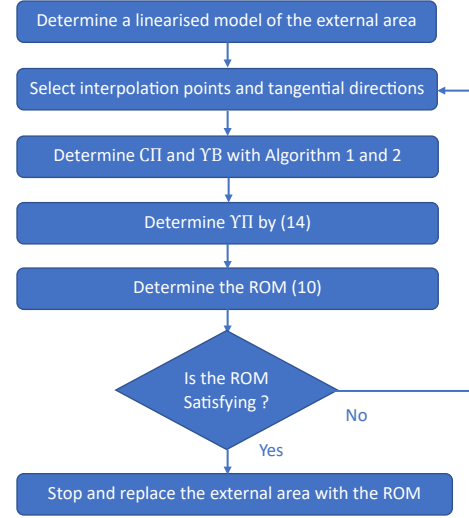 Determine a linearised model of the external area
Select interpolation points and tangential directions
Determine CΠ and ΥB with Algorithm 1 and 2
Determine ΥΠ by (14)
Determine the ROM (10)
Is the ROM
Satisfying ?
No
Yes
Stop and replace the external area with the ROM